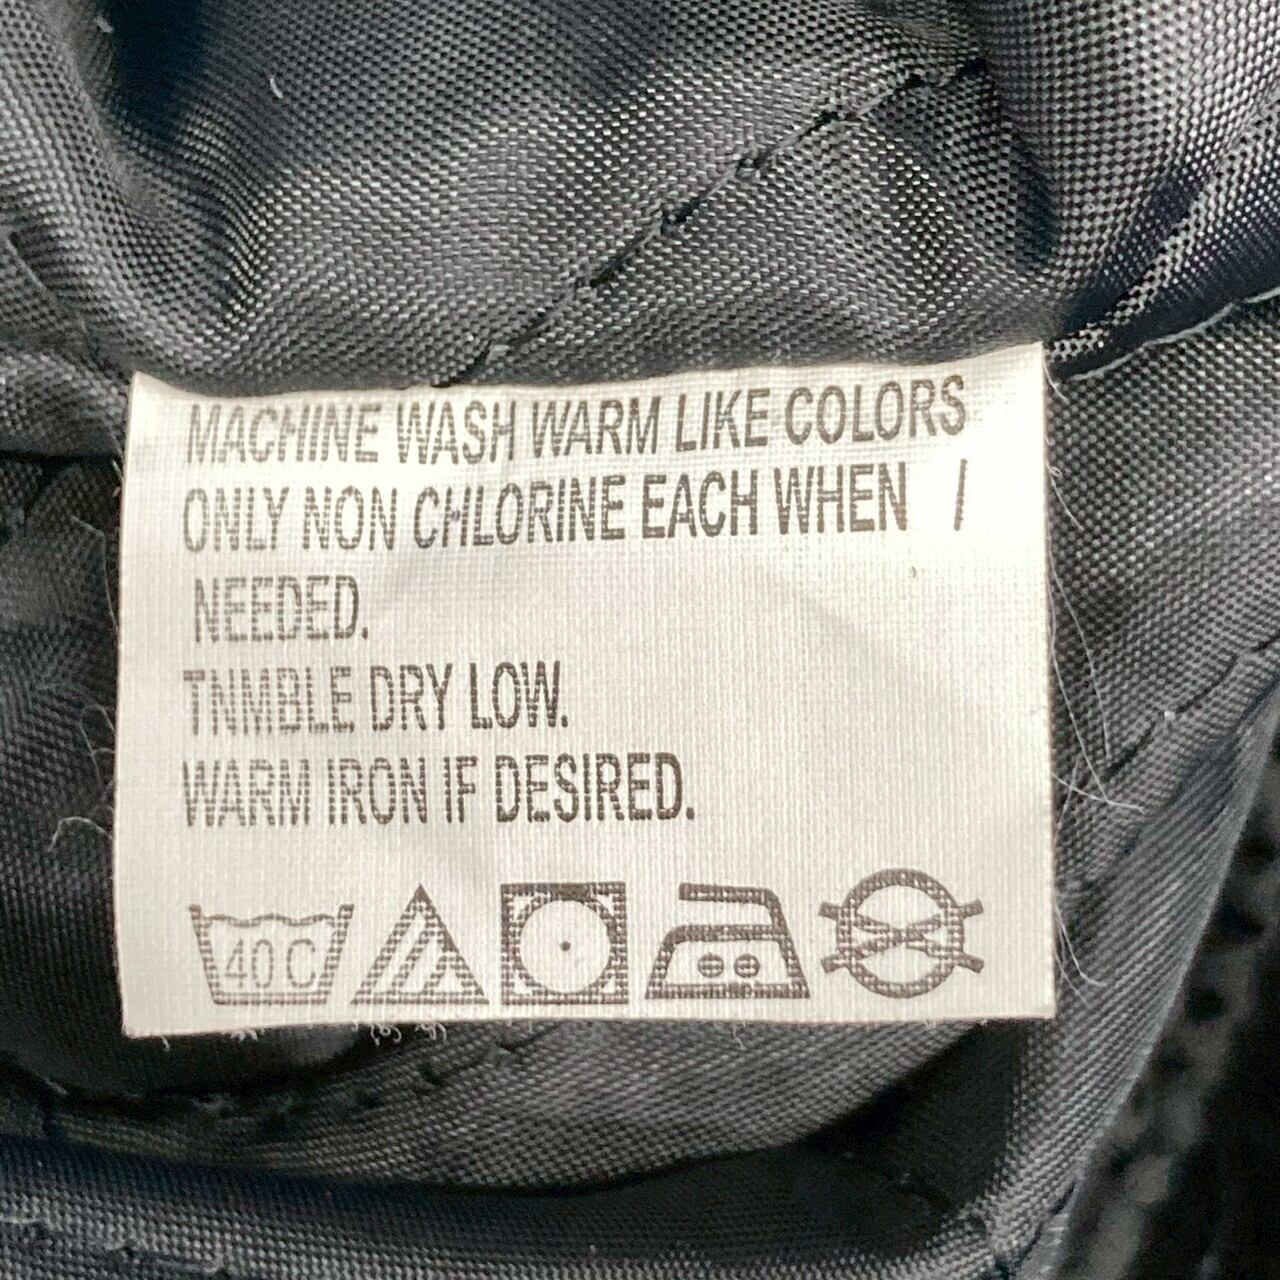 MACHINE WASH WARM LIKE COLORS
ONLY NON CHLORINE EACH WHEN /
NEEDED.
TNMBLE DRY LOW.
WARM IRON IF DESIRED.
40 C